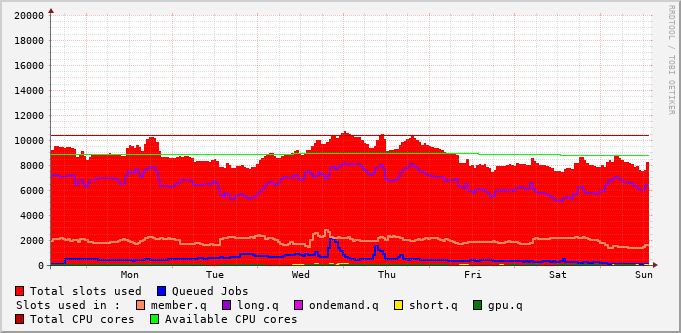 20000
18000
16000
14000
12000
10000
8000
6000
4000
2000
0
Mon Tue Wed Thu Fri Sat Sun
RRDTOOL / TOBI OETIKER
Total slots used Queued Jobs
Slots used in : member.q long.q ondemand.q short.q gpu.q
Total CPU cores Available CPU cores